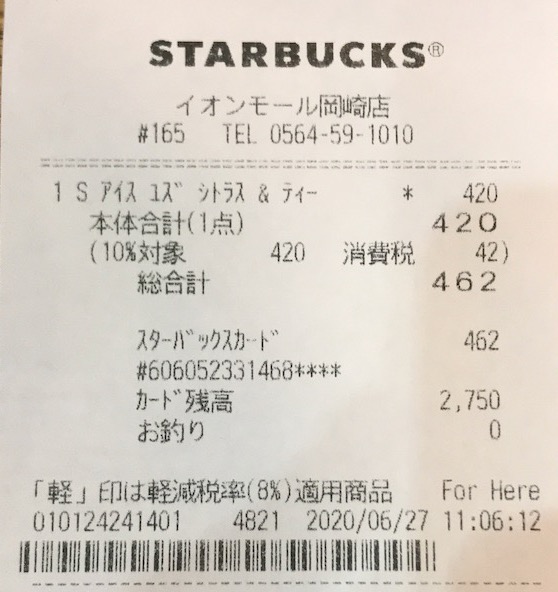 STARBUCKS®
イオンモール岡崎店
#165 TEL 0564-59-1010
1 S アイス ユズ シトラス & ティー * 420
本体合計(1点) 420
(10%対象 420 消費税 42)
総合計 462
スターバックスカード 462
#606052331468****
カード残高 2,750
お釣り 0
「軽」印は軽減税率(8%)適用商品 For Here
010124241401 4821 2020/06/27 11:06:12